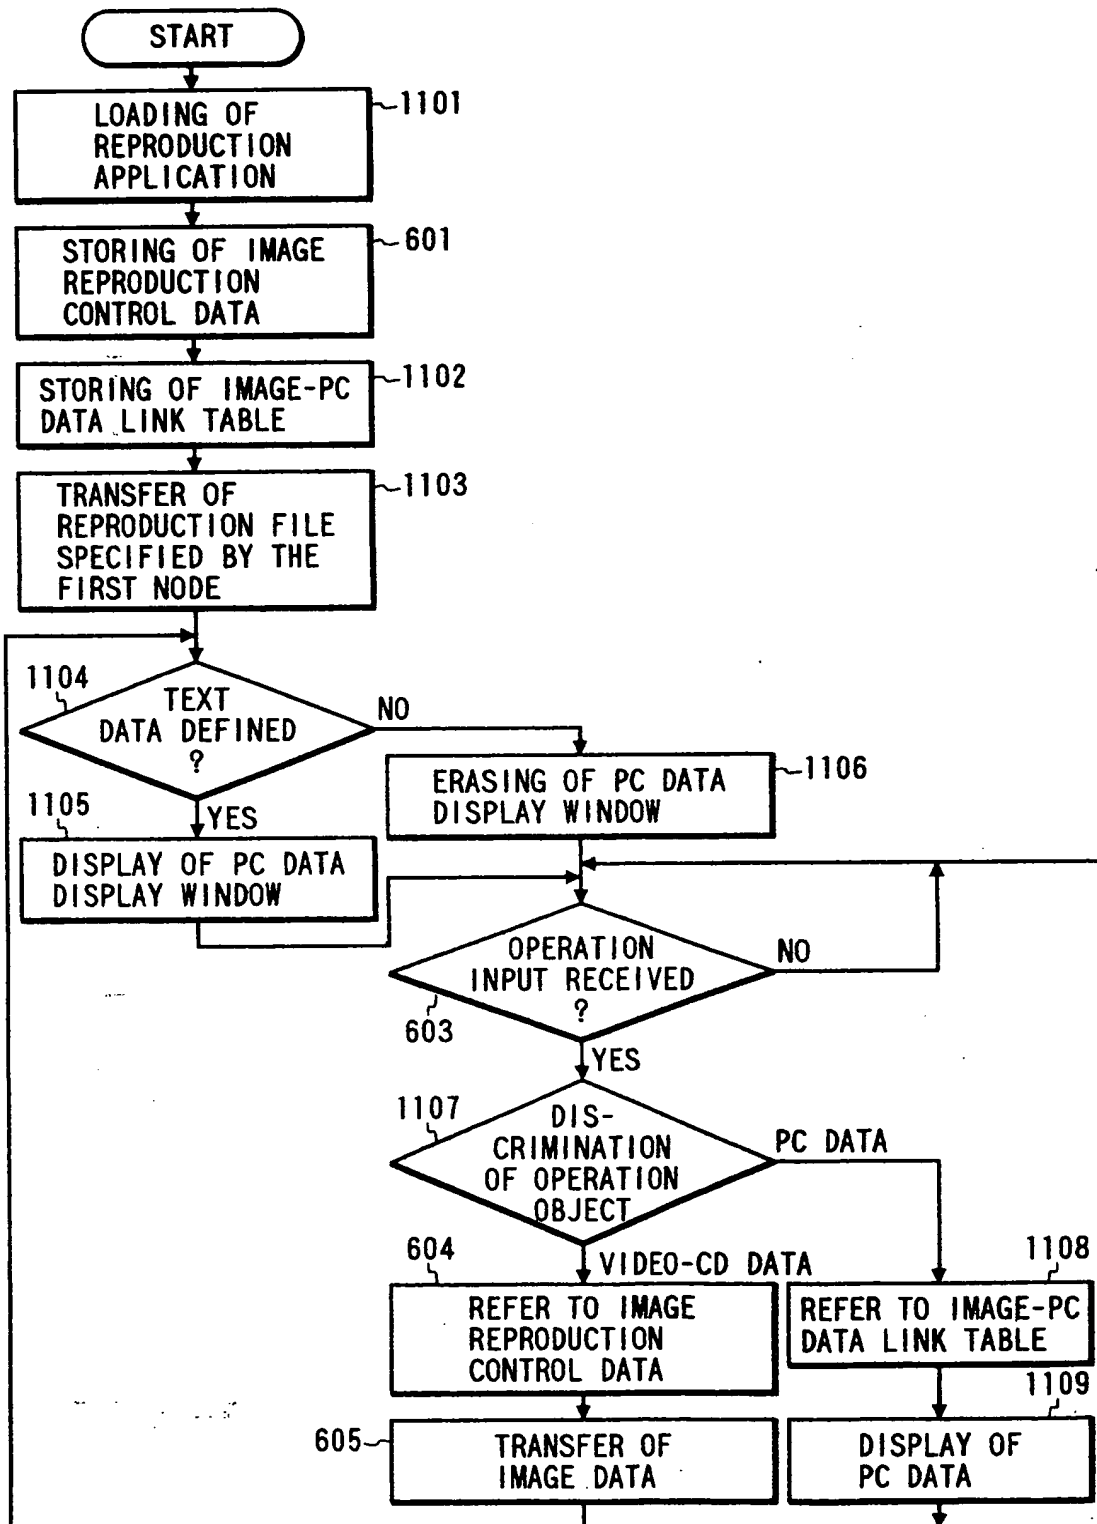 START
LOADING OF
REPRODUCTION
APPLICATION
1101
STORING OF IMAGE
REPRODUCTION
CONTROL DATA
601
STORING OF IMAGE-PC
DATA LINK TABLE
1102
TRANSFER OF
REPRODUCTION FILE
SPECIFIED BY THE
FIRST NODE
1103
1104
TEXT
DATA DEFINED
?
NO
YES
1105
DISPLAY OF PC DATA
DISPLAY WINDOW
ERASING OF PC DATA
DISPLAY WINDOW
1106
OPERATION
INPUT RECEIVED
?
603
NO
YES
1107
DIS-
CRIMINATION
OF OPERATION
OBJECT
PC DATA
VIDEO-CD DATA
604
REFER TO IMAGE
REPRODUCTION
CONTROL DATA
1108
REFER TO IMAGE-PC
DATA LINK TABLE
605
TRANSFER OF
IMAGE DATA
1109
DISPLAY OF
PC DATA